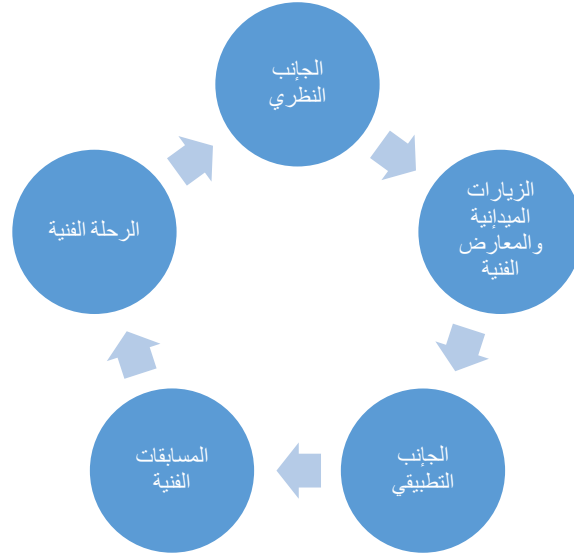 الجانب
النظري
الزيارات
الميدانية
والمعارض
الفنية
الجانب
التطبيقي
المسابقات
الفنية
الرحلة الفنية